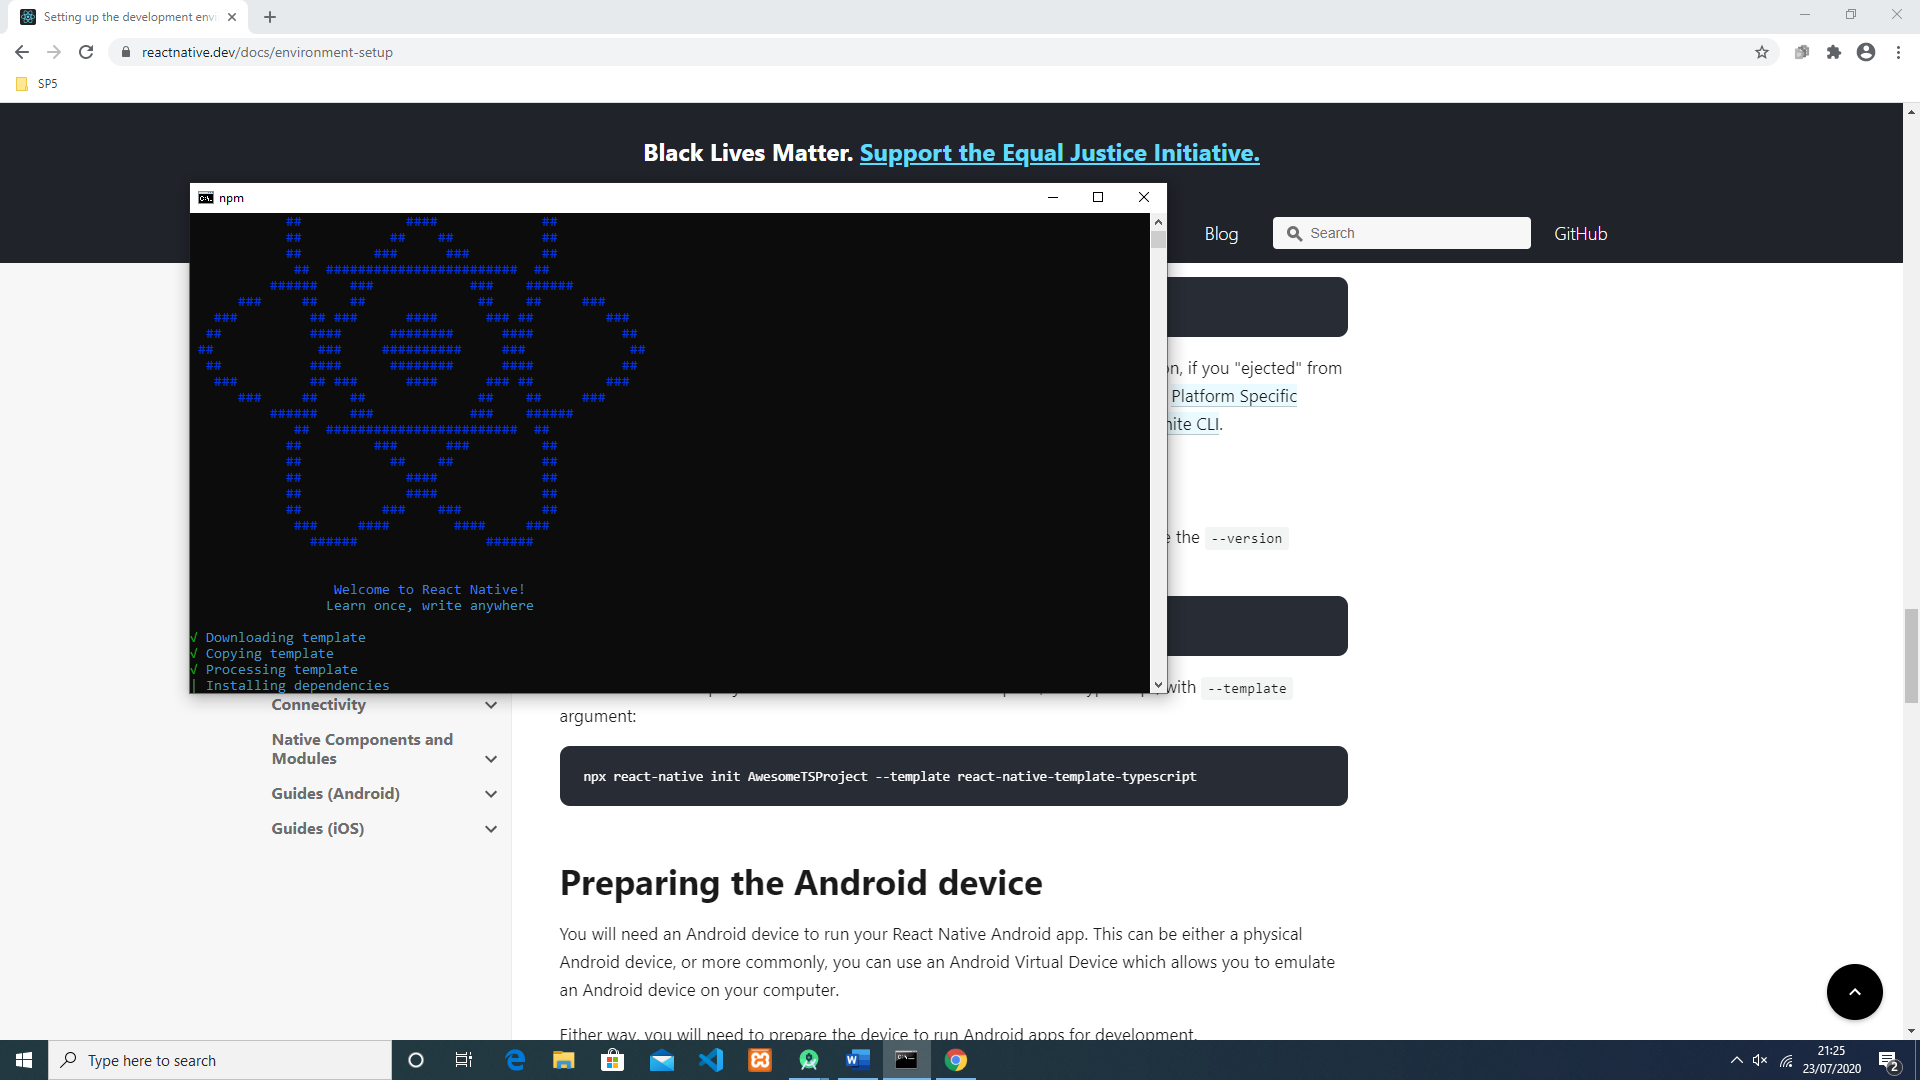 Setting up the development envi
reactnative.dev/docs/environment-setup
SP5
Black Lives Matter. Support the Equal Justice Initiative.
npm
Blog
Search
GitHub
if you "ejected" from
Platform Specific
CLI.
the --version
Welcome to React Native!
Learn once, write anywhere
√ Downloading template
√ Copying template
√ Processing template
| Installing dependencies
with --template
argument:
npx react-native init AwesomeTSProject --template react-native-template-typescript
Connectivity
Native Components and
Modules
Guides (Android)
Guides (iOS)
Preparing the Android device
You will need an Android device to run your React Native Android app. This can be either a physical
Android device, or more commonly, you can use an Android Virtual Device which allows you to emulate
an Android device on your computer.
Either way, you will need to prepare the device to run Android apps for development.
Type here to search
21:25
23/07/2020
2